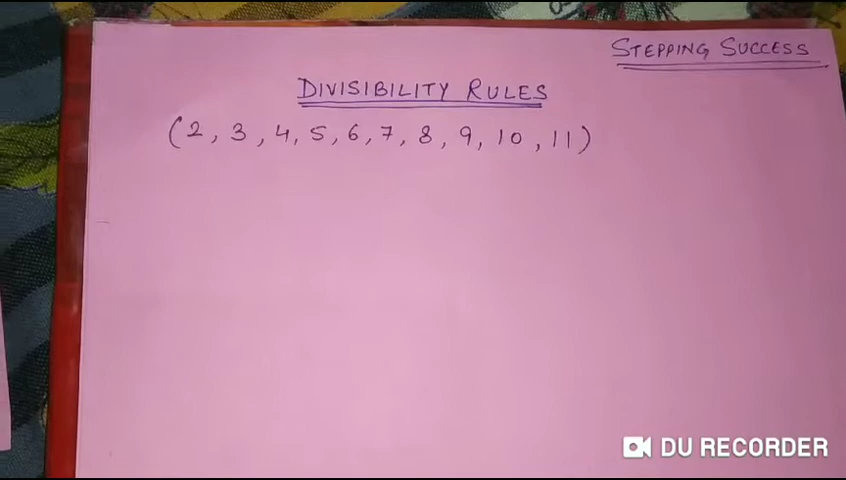 STEPPING SUCCESS
DIVISIBILITY RULES
(2, 3, 4, 5, 6, 7, 8, 9, 10, 11)
DU RECORDER